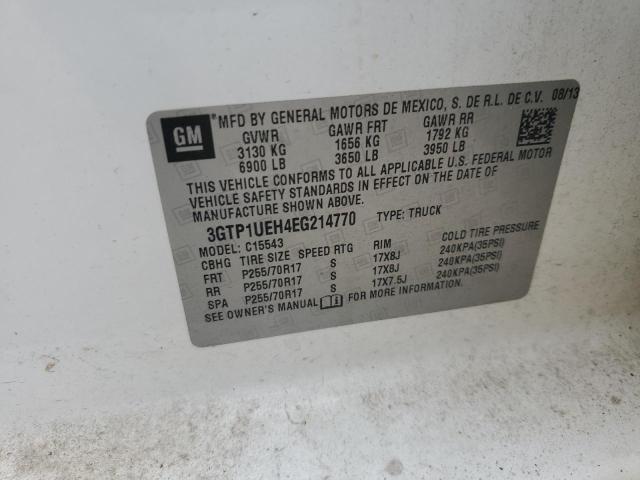 GM
*MFD BY GENERAL MOTORS DE MEXICO, S. DE R.L. DE C.V. 08/13
GVWR GAWR FRT GAWR RR
3130 KG 1656 KG 1792 KG
6900 LB 3650 LB 3950 LB
THIS VEHICLE CONFORMS TO ALL APPLICABLE U.S. FEDERAL MOTOR
VEHICLE SAFETY STANDARDS IN EFFECT ON THE DATE OF
MANUFACTURE SHOWN ABOVE.
3GTP1UEH4EG214770 TYPE: TRUCK
MODEL: C15543
CBHG TIRE SIZE SPEED RTG RIM COLD TIRE PRESSURE
FRT P255/70R17 S 17X8J 240KPA(35PSI)
RR P255/70R17 S 17X8J 240KPA(35PSI)
SPA P255/70R17 S 17X7.5J 240KPA(35PSI)
SEE OWNER'S MANUAL FOR MORE INFORMATION.